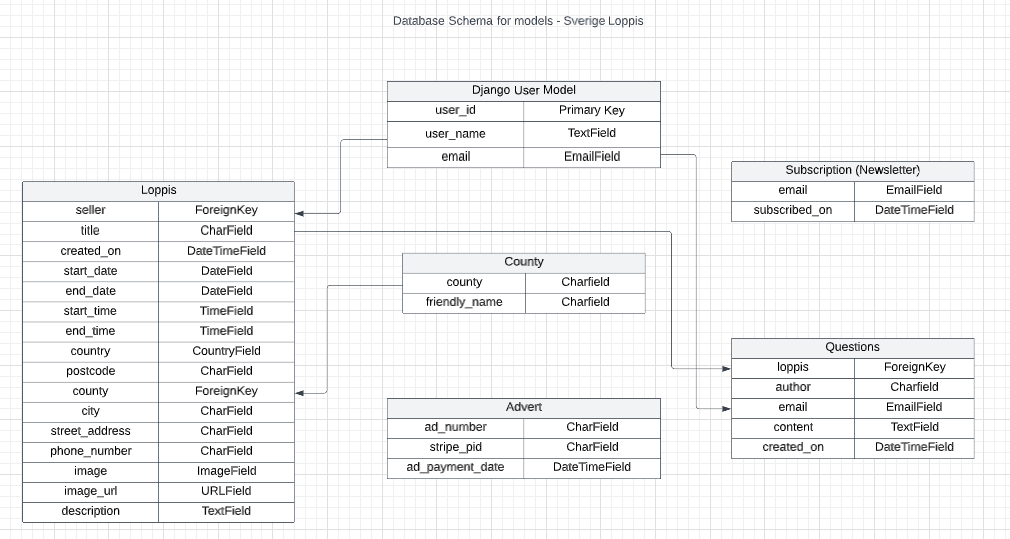 Database Schema for models - Sverige Loppis
Django User Model
user_id Primary Key
user_name TextField
email EmailField
Subscription (Newsletter)
email EmailField
subscribed_on DateTimeField
Loppis
seller ForeignKey
title CharField
created_on DateTimeField
start_date DateField
end_date DateField
start_time TimeField
end_time TimeField
country CountryField
postcode CharField
county ForeignKey
city CharField
street_address CharField
phone_number CharField
image ImageField
image_url URLField
description TextField
County
county Charfield
friendly_name Charfield
Advert
ad_number CharField
stripe_pid CharField
ad_payment_date DateTimeField
Questions
loppis ForeignKey
author Charfield
email EmailField
content TextField
created_on DateTimeField